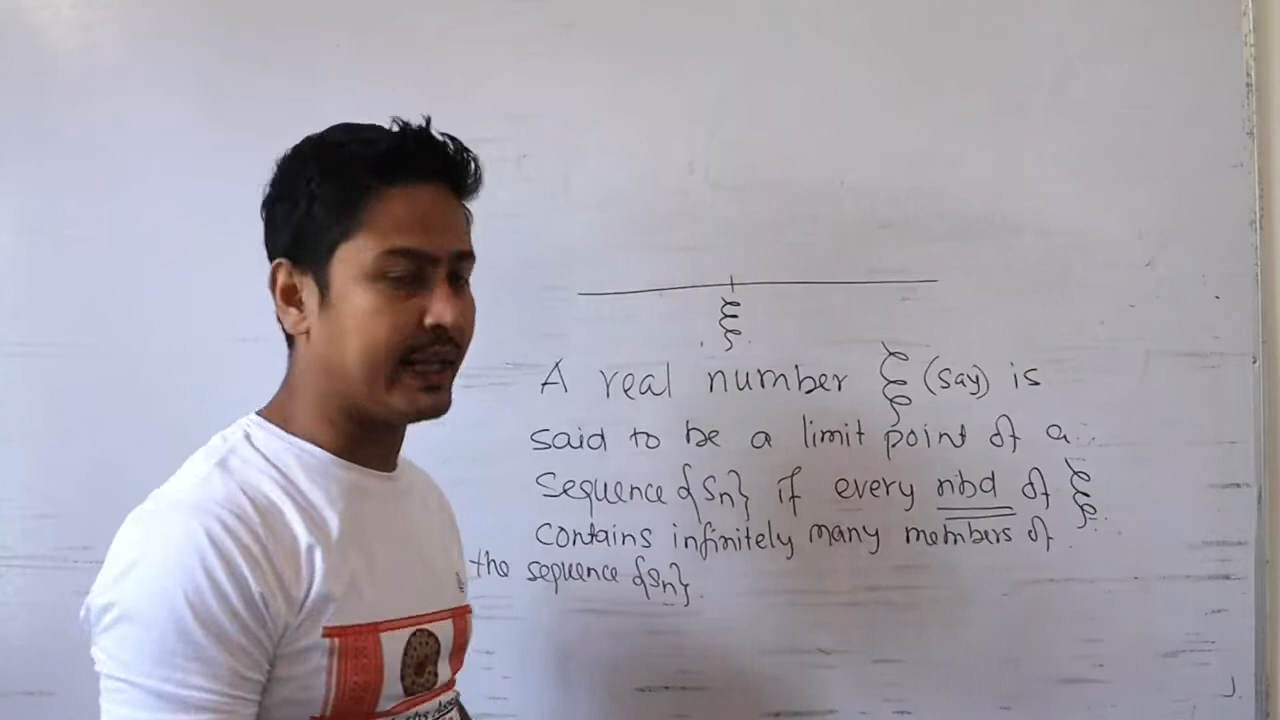 ξ
A real number ξ (say) is
said to be a limit point of a
sequence {Sn} if every nbd of ξ
contains infinitely many members of
the sequence {Sn}.